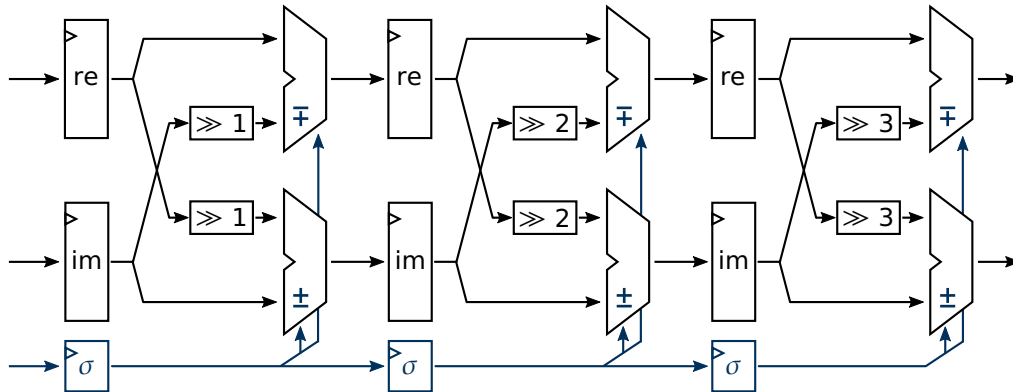 re ≫ 1 ∓ re ≫ 2 ∓ re ≫ 3 ∓
≫ 1 ≫ 2 ≫ 3
im ± im ± im ±
σ σ σ